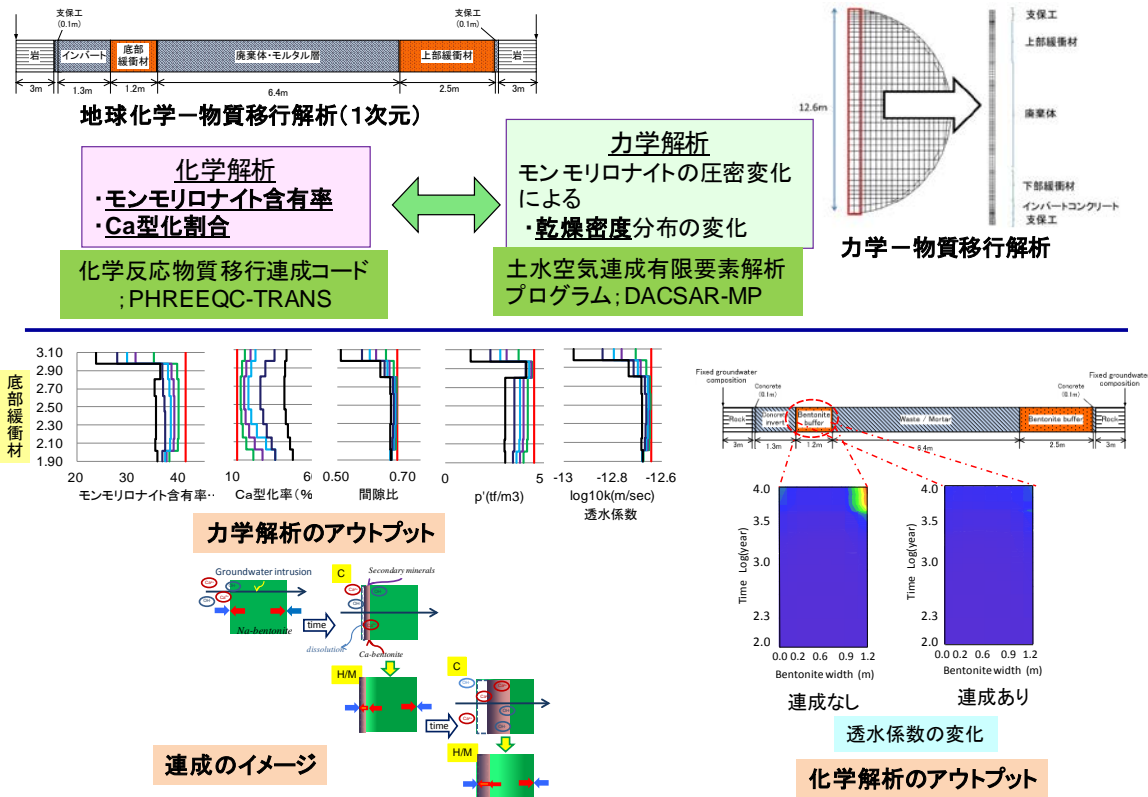 支保工
(0.1m)
支保工
(0.1m)
岩
インバート
底部
緩衝材
廃棄体・モルタル層
上部緩衝材
岩
3m
1.3m
1.2m
6.4m
2.5m
3m
地球化学－物質移行解析(1次元)
化学解析
・モンモリロナイト含有率
・Ca型化割合
化学反応物質移行連成コード
;PHREEQC-TRANS
力学解析
モンモリロナイトの圧密変化
による
・乾燥密度分布の変化
土水空気連成有限要素解析
プログラム;DACSAR-MP
12.6m
支保工
上部緩衝材
廃棄体
下部緩衝材
インバートコンクリート
支保工
力学－物質移行解析
底部緩衝材
3.10
2.90
2.70
2.50
2.30
2.10
1.90
20 30 40
モンモリロナイト含有率··
10 6
Ca型化率(%
0.50 0.70
間隙比
0 5
p'(tf/m3)
-13 -12.8 -12.6
log10k(m/sec)
透水係数
力学解析のアウトプット
Groundwater intrusion
Na-bentonite
time
C
Secondary minerals
dissolution
Ca-bentonite
H/M
time
C
H/M
連成のイメージ
Fixed groundwater
composition
Fixed groundwater
composition
Concrete
(0.1m)
Concrete
(0.1m)
Rock
Concrete
invert
Bentonite
buffer
Waste / Mortar
Bentonite buffer
Rock
3m
1.3m
1.2m
6.4m
2.5m
3m
Time Log(year)
4.0
3.5
3.0
2.3
2.0
0.0 0.2 0.9 1.2
Bentonite width (m)
連成なし
Time Log(year)
4.0
3.5
3.0
2.3
2.0
0.0 0.2 0.9 1.2
Bentonite width (m)
連成あり
透水係数の変化
化学解析のアウトプット